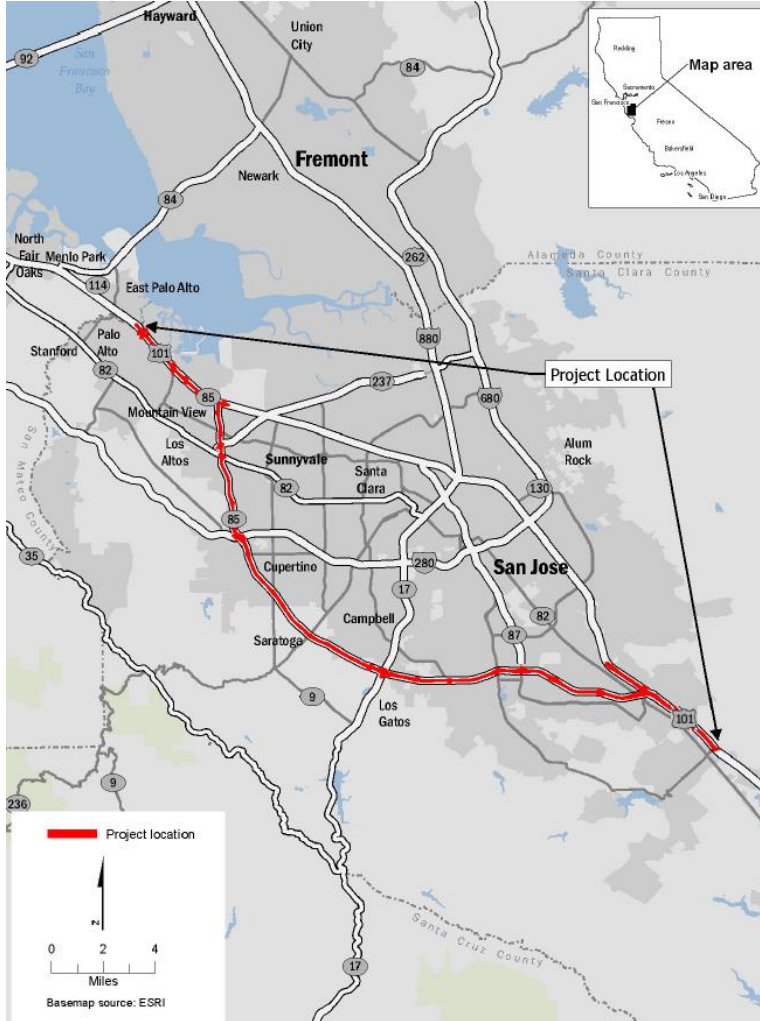 Hayward
Union
City
92
San
Francisco
Bay
84
Fremont
Newark
84
262
North
Fair
Oaks
Menlo Park
114
East Palo Alto
Alameda County
Santa Clara County
880
Palo
Alto
Stanford
101
82
85
237
Project Location
680
Mountain View
Los
Altos
Sunnyvale
Santa
Clara
Alum
Rock
82
130
San Mateo County
85
35
Cupertino
280
San Jose
17
Campbell
82
87
Saratoga
9
Los
Gatos
101
9
236
Santa Cruz County
17
Redding
Sacramento
San Francisco
Fresno
Bakersfield
Los Angeles
San Diego
Map area
Project location
N
0 2 4
Miles
Basemap source: ESRI